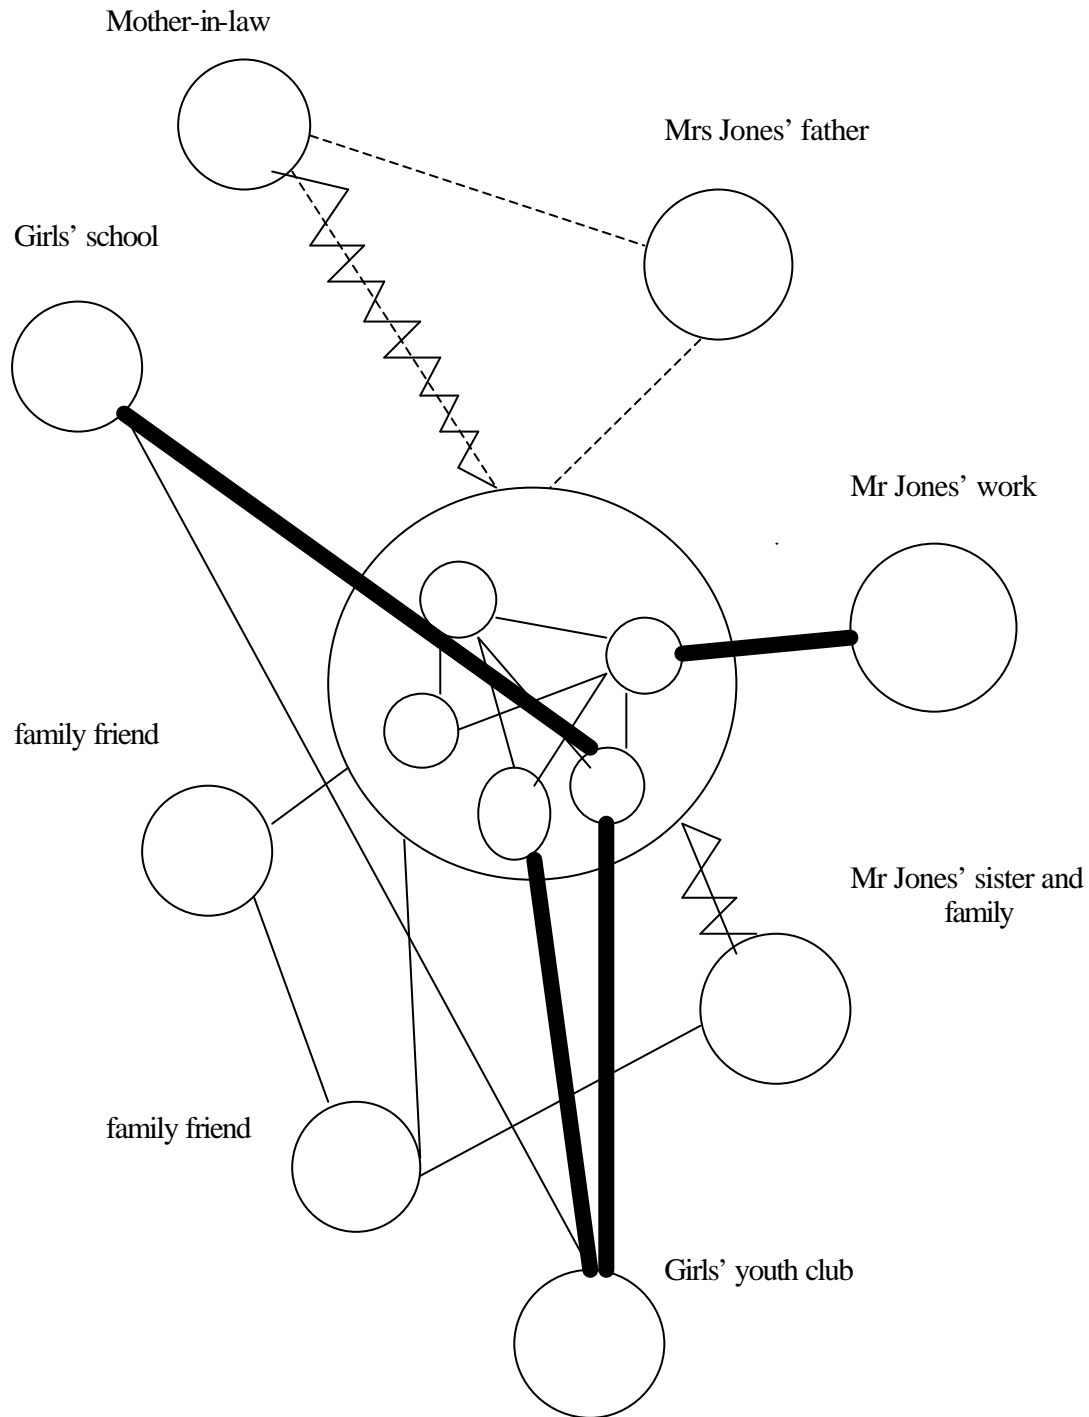 Mother-in-law
Mrs Jones’ father
Girls’ school
Mr Jones’ work
family friend
Mr Jones’ sister and
family
family friend
Girls’ youth club